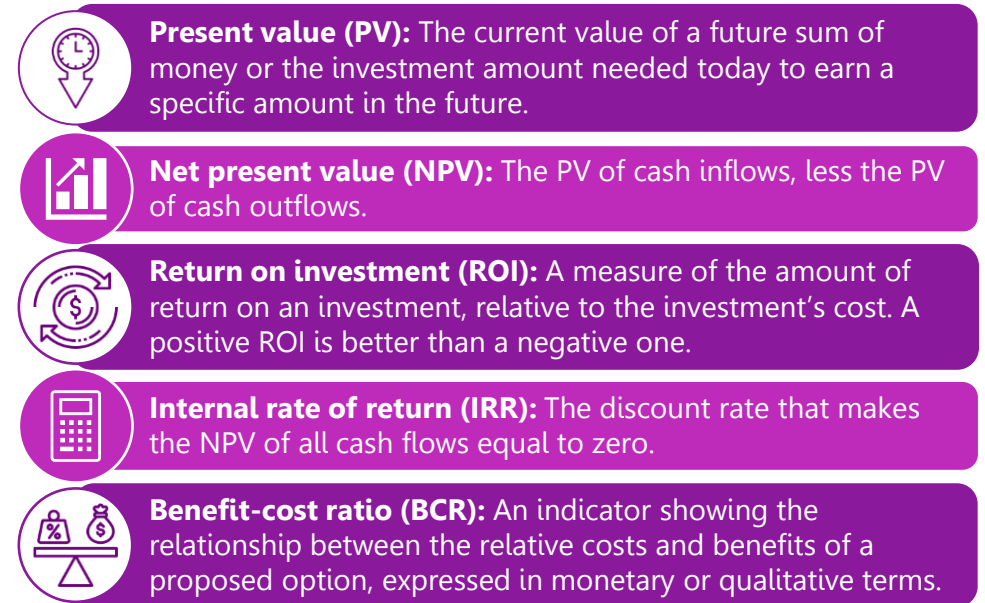 Present value (PV): The current value of a future sum of
money or the investment amount needed today to earn a
specific amount in the future.
Net present value (NPV): The PV of cash inflows, less the PV
of cash outflows.
Return on investment (ROI): A measure of the amount of
return on an investment, relative to the investment’s cost. A
positive ROI is better than a negative one.
Internal rate of return (IRR): The discount rate that makes
the NPV of all cash flows equal to zero.
Benefit-cost ratio (BCR): An indicator showing the
relationship between the relative costs and benefits of a
proposed option, expressed in monetary or qualitative terms.
$
%
$